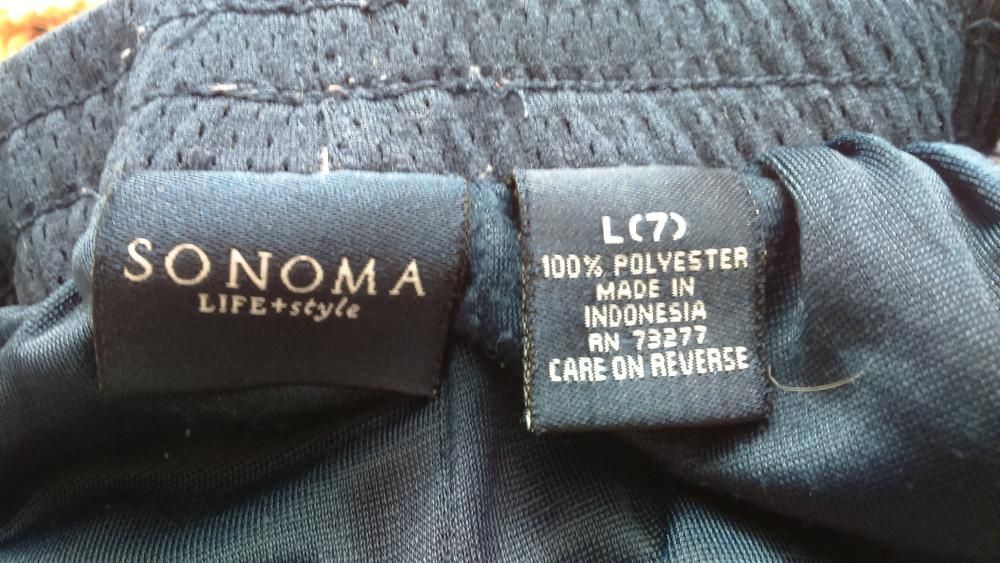 SONOMA
LIFE+style
L(7)
100% POLYESTER
MADE IN
INDONESIA
RN 73277
CARE ON REVERSE